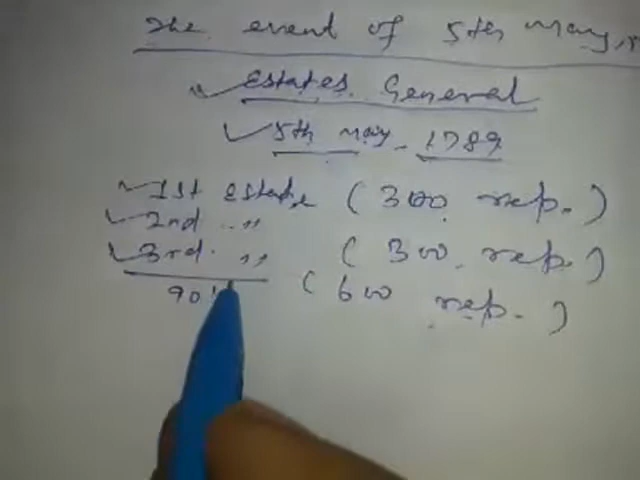 The event of 5th May,
Estates General
5th May - 1789
1st estate (300 rep.)
2nd " (300 rep.)
3rd. " (600 rep.)
90%